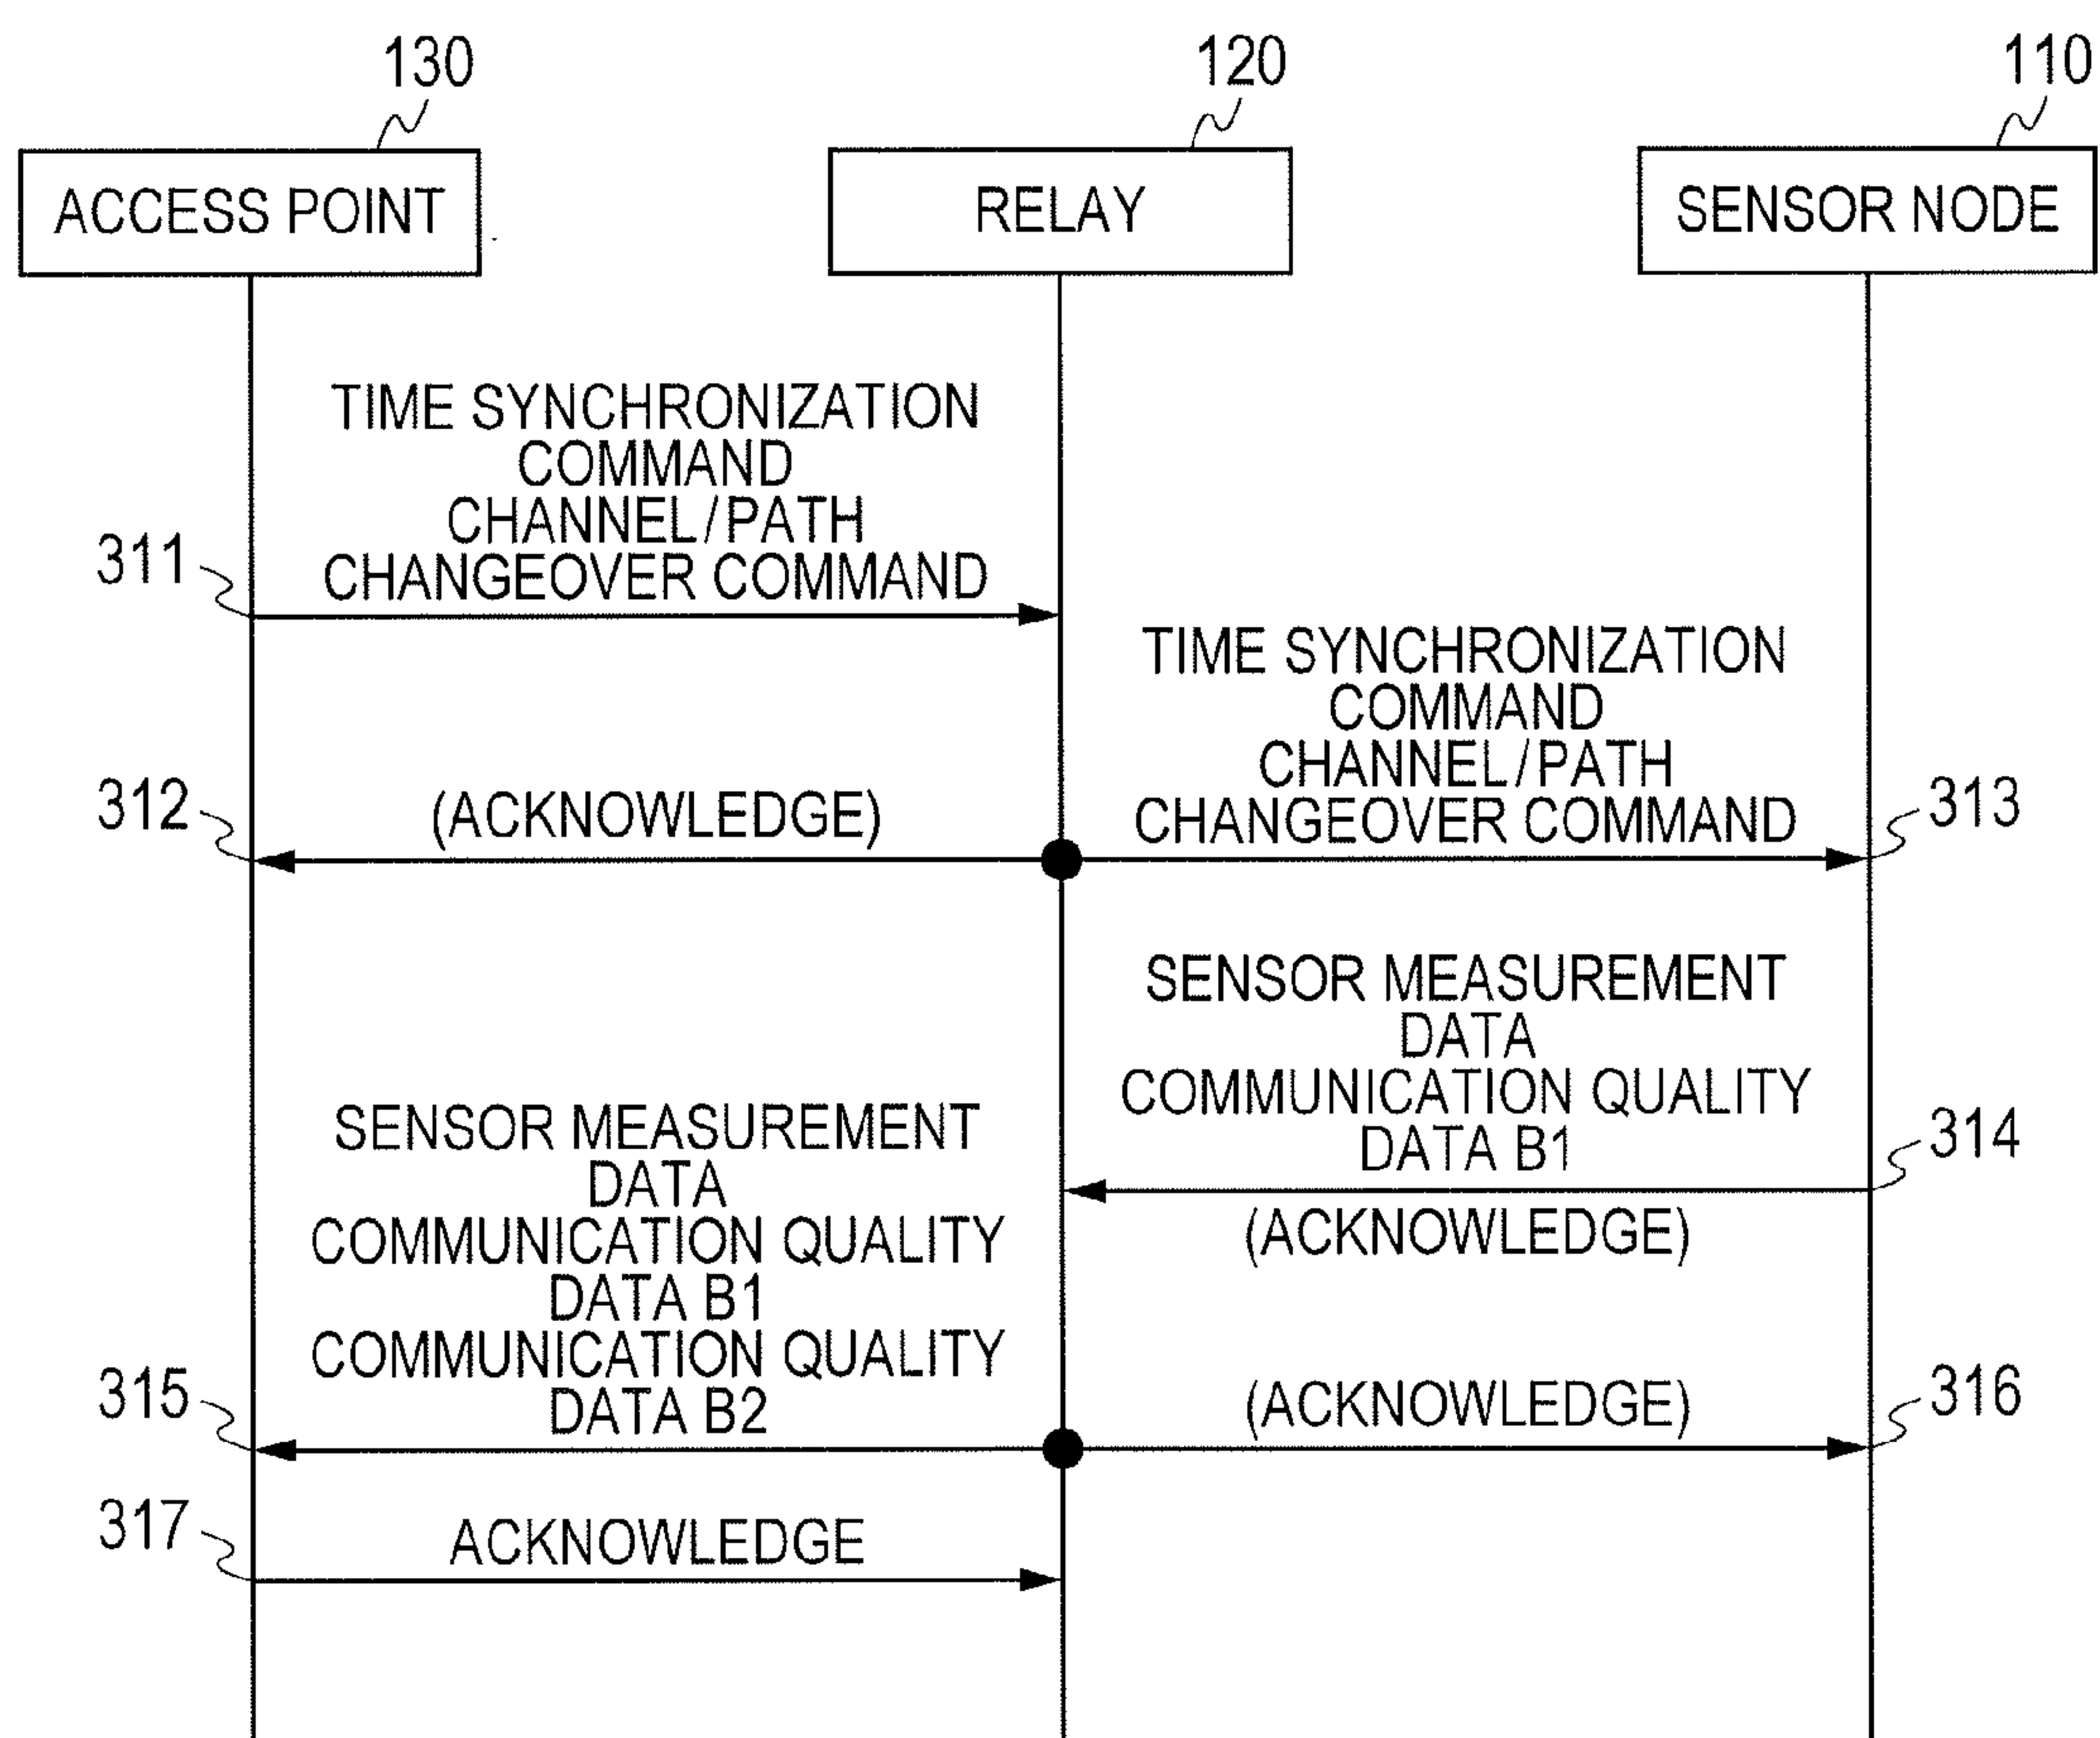 130
120
110
ACCESS POINT
RELAY
SENSOR NODE
TIME SYNCHRONIZATION
COMMAND
CHANNEL/PATH
CHANGEOVER COMMAND
311
TIME SYNCHRONIZATION
COMMAND
CHANNEL/PATH
CHANGEOVER COMMAND
312
(ACKNOWLEDGE)
313
SENSOR MEASUREMENT
DATA
COMMUNICATION QUALITY
DATA B1
314
(ACKNOWLEDGE)
SENSOR MEASUREMENT
DATA
COMMUNICATION QUALITY
DATA B1
COMMUNICATION QUALITY
DATA B2
315
(ACKNOWLEDGE)
316
317
ACKNOWLEDGE